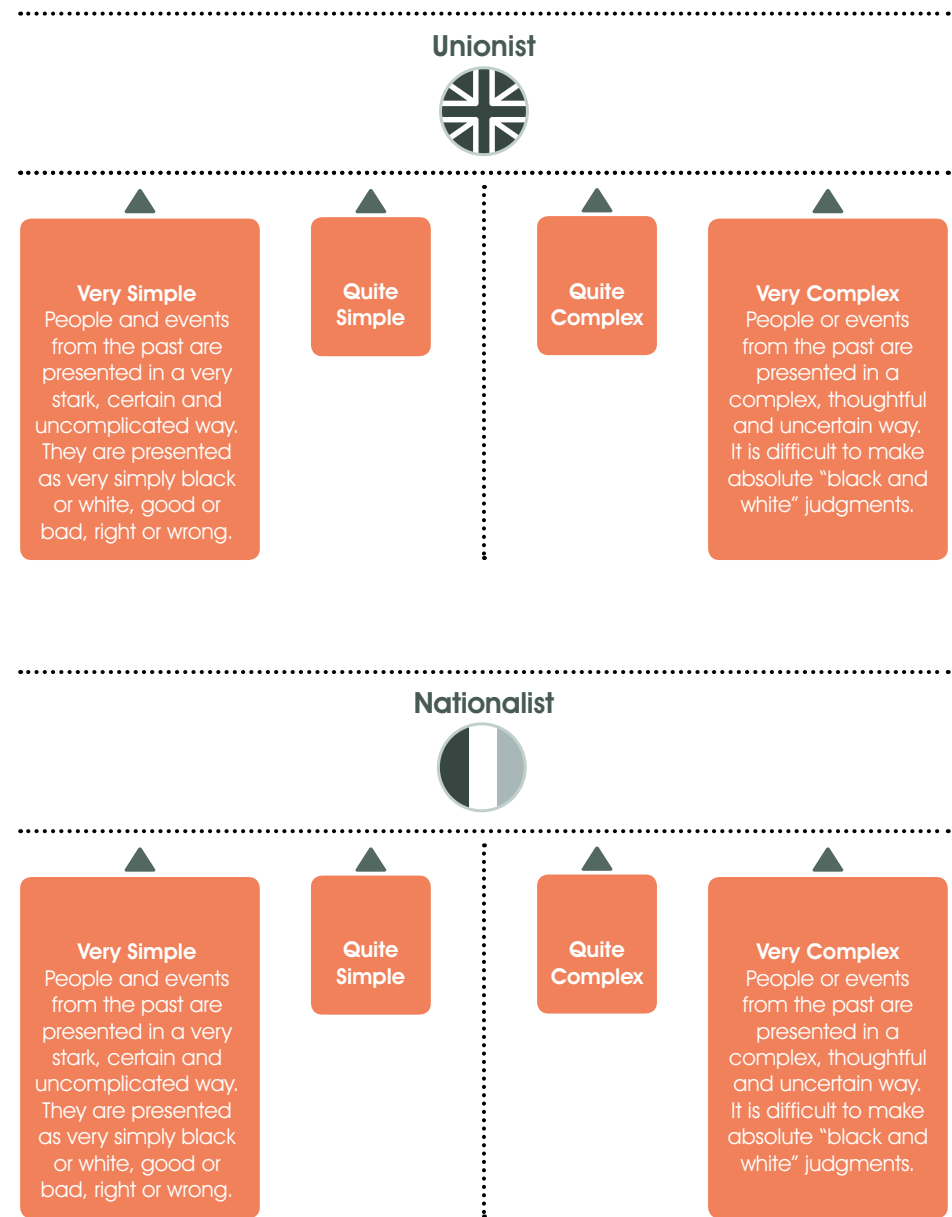 Unionist
Very Simple
People and events
from the past are
presented in a very
stark, certain and
uncomplicated way.
They are presented
as very simply black
or white, good or
bad, right or wrong.
Quite
Simple
Quite
Complex
Very Complex
People or events
from the past are
presented in a
complex, thoughtful
and uncertain way.
It is difficult to make
absolute “black and
white” judgments.
Nationalist
Very Simple
People and events
from the past are
presented in a very
stark, certain and
uncomplicated way.
They are presented
as very simply black
or white, good or
bad, right or wrong.
Quite
Simple
Quite
Complex
Very Complex
People or events
from the past are
presented in a
complex, thoughtful
and uncertain way.
It is difficult to make
absolute “black and
white” judgments.